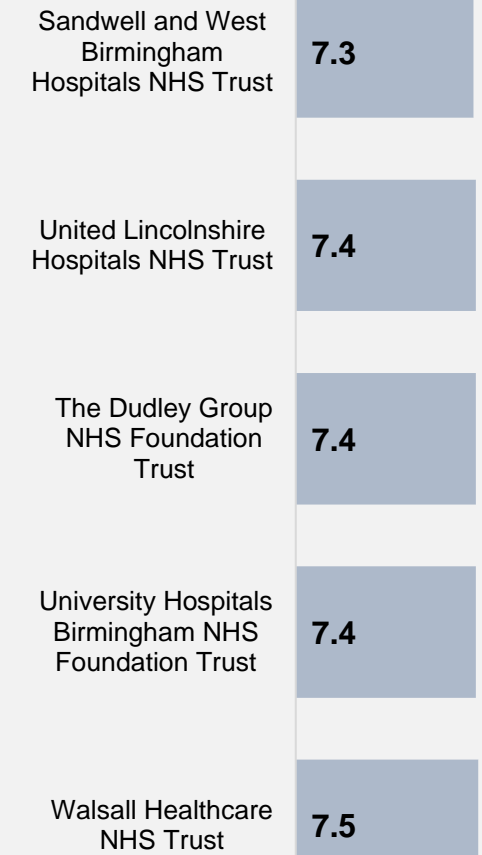 Sandwell and West
Birmingham
Hospitals NHS Trust
7.3
United Lincolnshire
Hospitals NHS Trust
7.4
The Dudley Group
NHS Foundation
Trust
7.4
University Hospitals
Birmingham NHS
Foundation Trust
7.4
Walsall Healthcare
NHS Trust
7.5